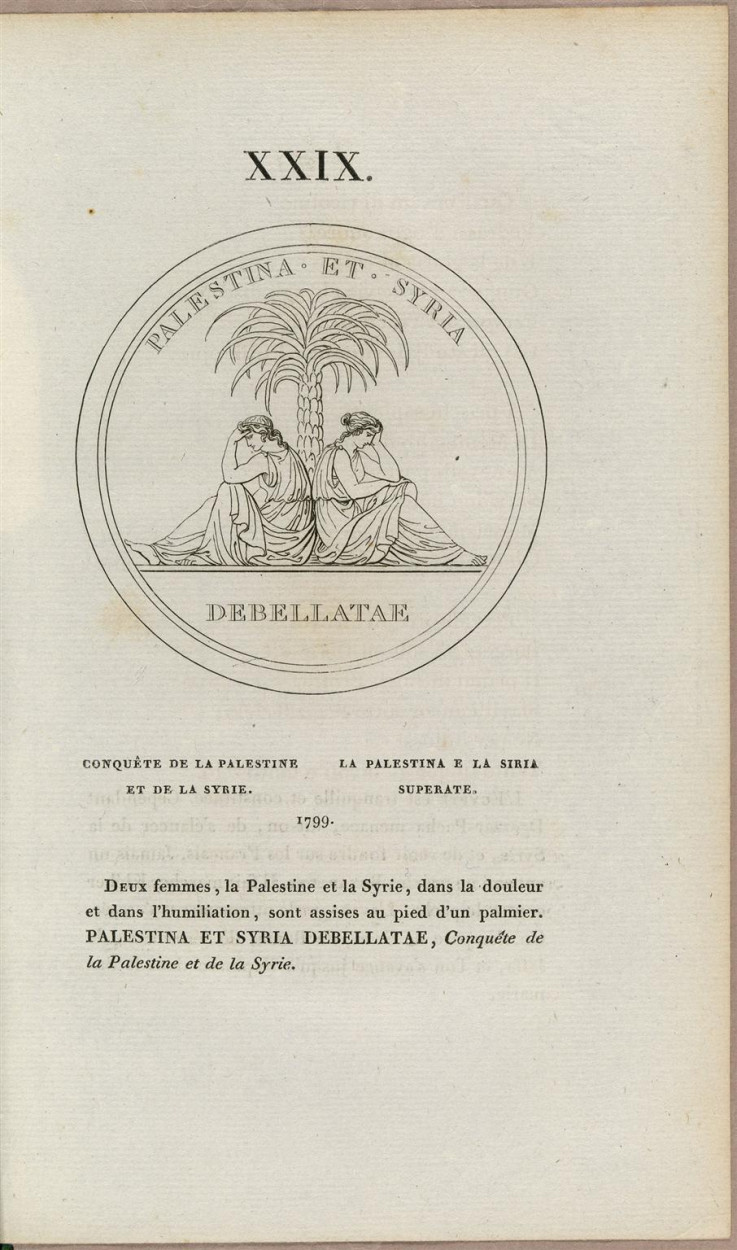 XXIX.
PALESTINA · ET · SYRIA
DEBELLATAE
CONQUÊTE DE LA PALESTINE
ET DE LA SYRIE.
LA PALESTINA E LA SIRIA
SUPERATE.
1799.
DEUX femmes, la Palestine et la Syrie, dans la douleur
et dans l'humiliation, sont assises au pied d'un palmier.
PALESTINA ET SYRIA DEBELLATAE, Conquête de
la Palestine et de la Syrie.